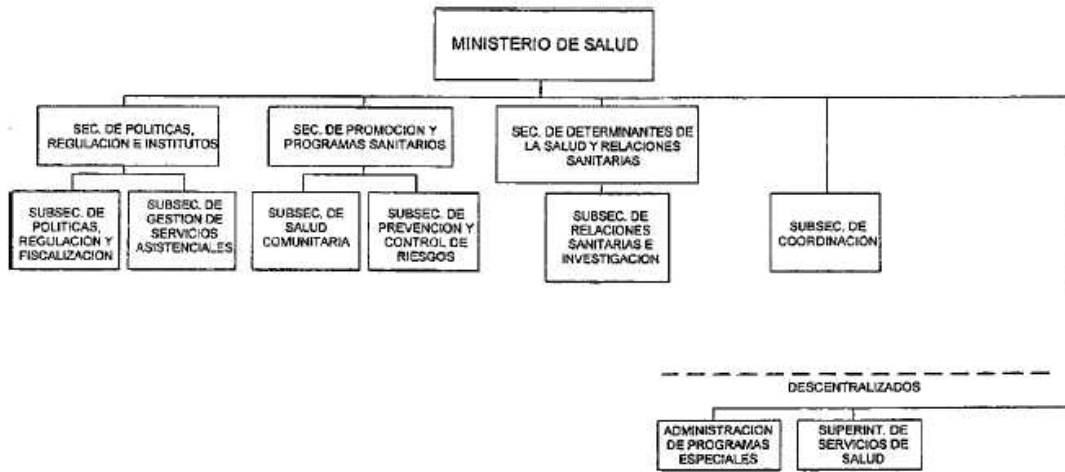 MINISTERIO DE SALUD
SEC. DE POLITICAS,
REGULACIÓN E INSTITUTOS
SEC. DE PROMOCION Y
PROGRAMAS SANITARIOS
SEC. DE DETERMINANTES DE
LA SALUD Y RELACIONES
SANITARIAS
SUBSEC. DE
POLITICAS,
REGULACIÓN Y
FISCALIZACION
SUBSEC. DE
GESTION DE
SERVICIOS
ASISTENCIALES
SUBSEC. DE
SALUD
COMUNITARIA
SUBSEC. DE
PREVENCION Y
CONTROL DE
RIESGOS
SUBSEC. DE
RELACIONES
SANITARIAS E
INVESTIGACION
SUBSEC. DE
COORDINACIÓN
DESCENTRALIZADOS
ADMINISTRACION
DE PROGRAMAS
ESPECIALES
SUPERINT. DE
SERVICIOS DE
SALUD